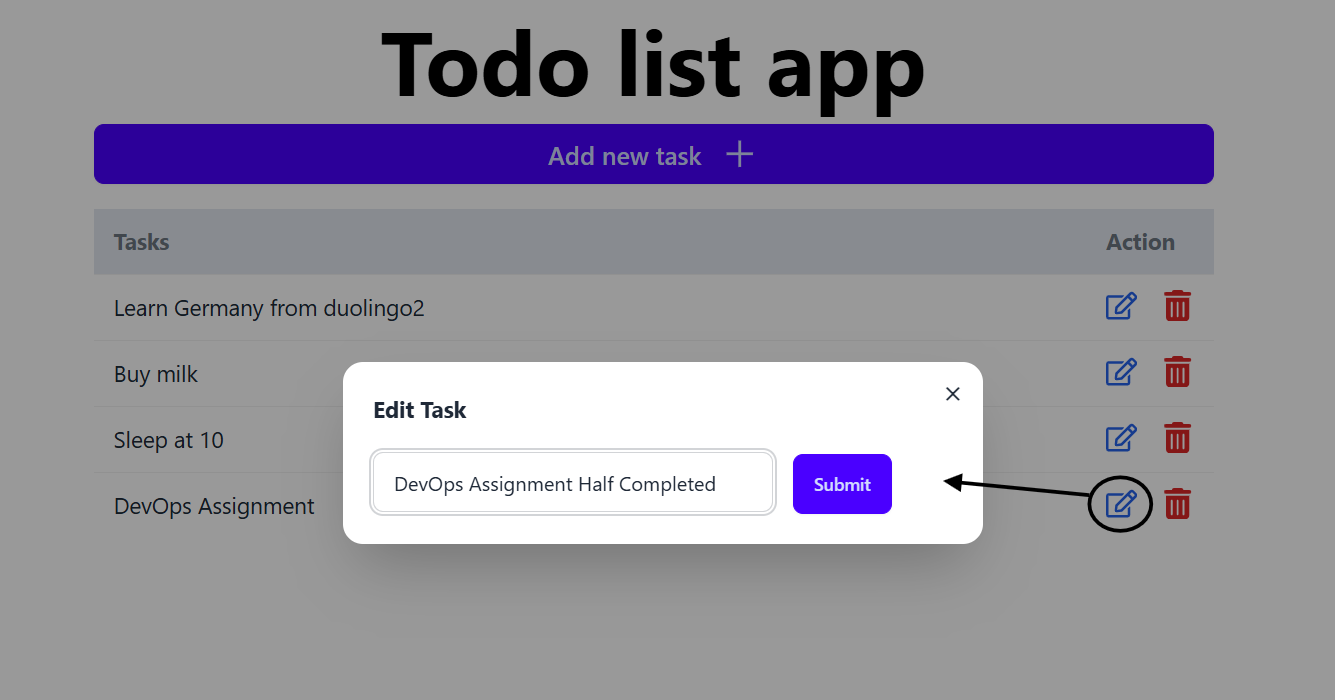 Todo list app
Add new task
Tasks Action
Learn Germany from duolingo2
Buy milk
Sleep at 10
DevOps Assignment
Edit Task
DevOps Assignment Half Completed
Submit